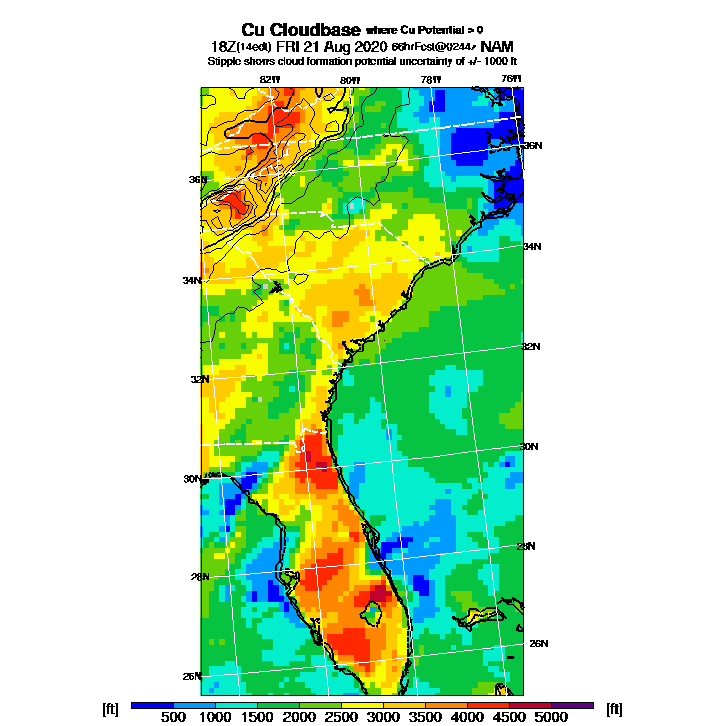 Cu Cloudbase where Cu Potential > 0
18Z(14edt) FRI 21 Aug 2020 66hrFcst@0244z NAM
Stipple shows cloud formation potential uncertainty of +/- 1000 ft
82W 80W 78W 76W
36N
36N
34N
34N
32N
32N
30N
30N
28N
28N
26N
26N
[ft] [ft]
500 1000 1500 2000 2500 3000 3500 4000 4500 5000